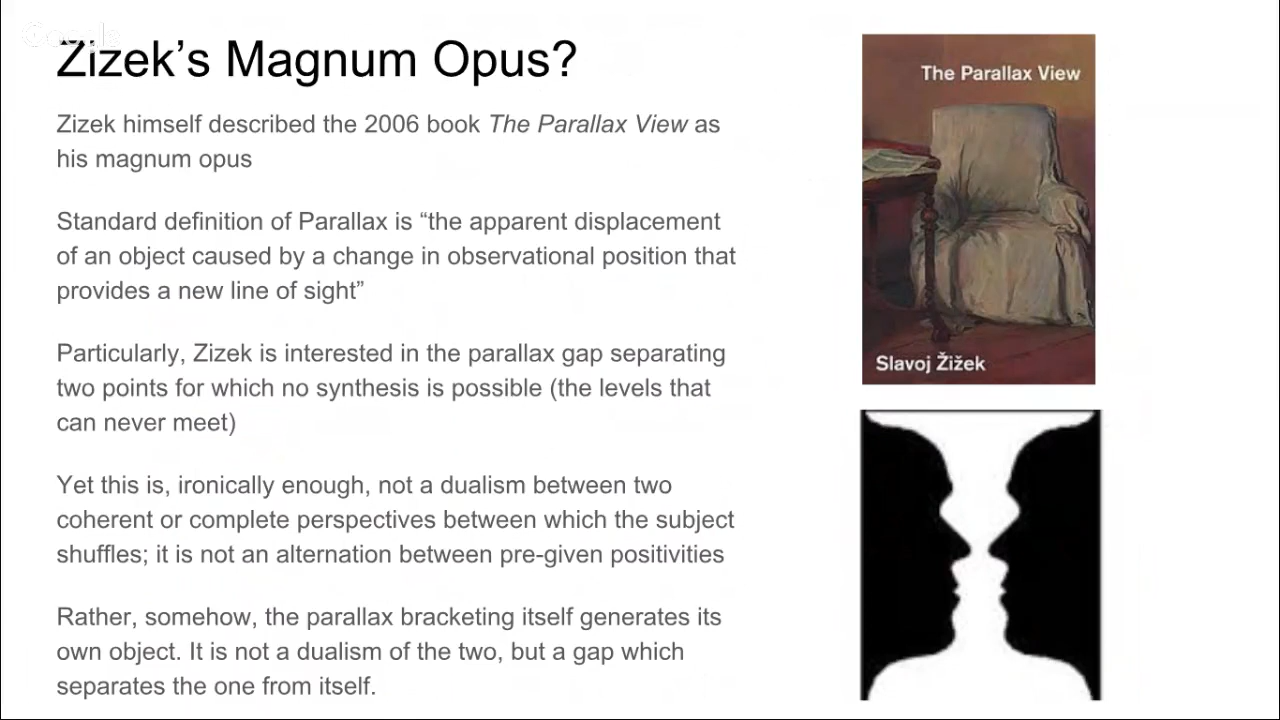 Google
Zizek’s Magnum Opus?
Zizek himself described the 2006 book The Parallax View as
his magnum opus
Standard definition of Parallax is “the apparent displacement
of an object caused by a change in observational position that
provides a new line of sight”
Particularly, Zizek is interested in the parallax gap separating
two points for which no synthesis is possible (the levels that
can never meet)
Yet this is, ironically enough, not a dualism between two
coherent or complete perspectives between which the subject
shuffles; it is not an alternation between pre-given positivities
Rather, somehow, the parallax bracketing itself generates its
own object. It is not a dualism of the two, but a gap which
separates the one from itself.
The Parallax View
Slavoj Žižek